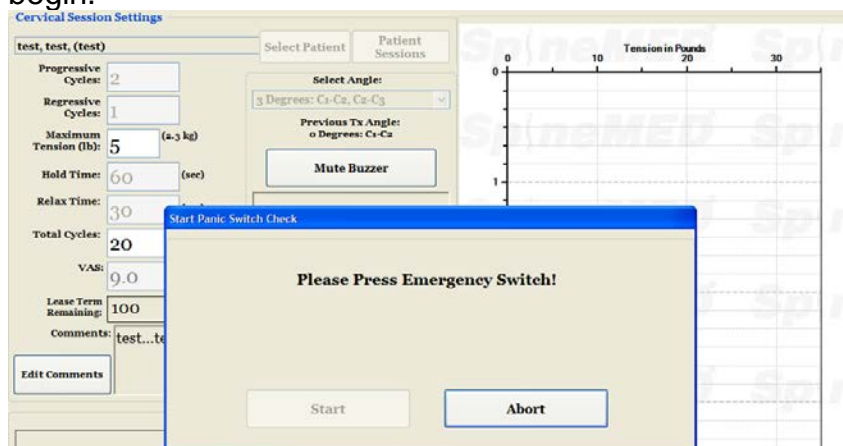 begin.
Cervical Session Settings
test, test, (test)
Select Patient
Patient
Sessions
Progressive
Cycles:
2
Regressive
Cycles:
1
Maximum
Tension (lb):
5
(2.3 kg)
Hold Time:
60
(sec)
Relax Time:
30
Total Cycles:
20
VAS:
9.0
Lease Term
Remaining:
100
Comments:
test...te
Edit Comments
Select Angle:
3 Degrees: C1-C2, C2-C3
Previous Tx Angle:
0 Degrees: C1-C2
Mute Buzzer
SpineMED
Tension in Pounds
0
10
20
30
0
1
Start Panic Switch Check
Please Press Emergency Switch!
Start
Abort